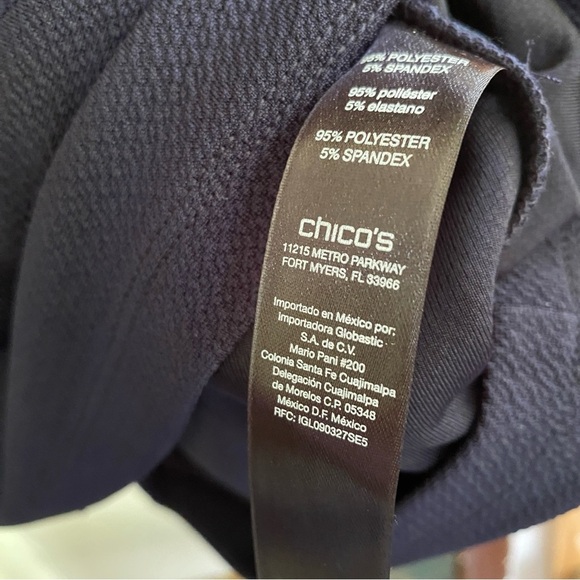 95% POLYESTER
5% SPANDEX
95% poliéster
5% elastano
95% POLYESTER
5% SPANDEX
chico's
11215 METRO PARKWAY
FORT MYERS, FL 33966
Importado en México por:
Importadora Globastic
S.A. de C.V.
Mario Pani #200
Colonia Santa Fe Cuajimalpa
Delegación Cuajimalpa
de Morelos C.P. 05348
México D.F. México
RFC: IGL090327SE5